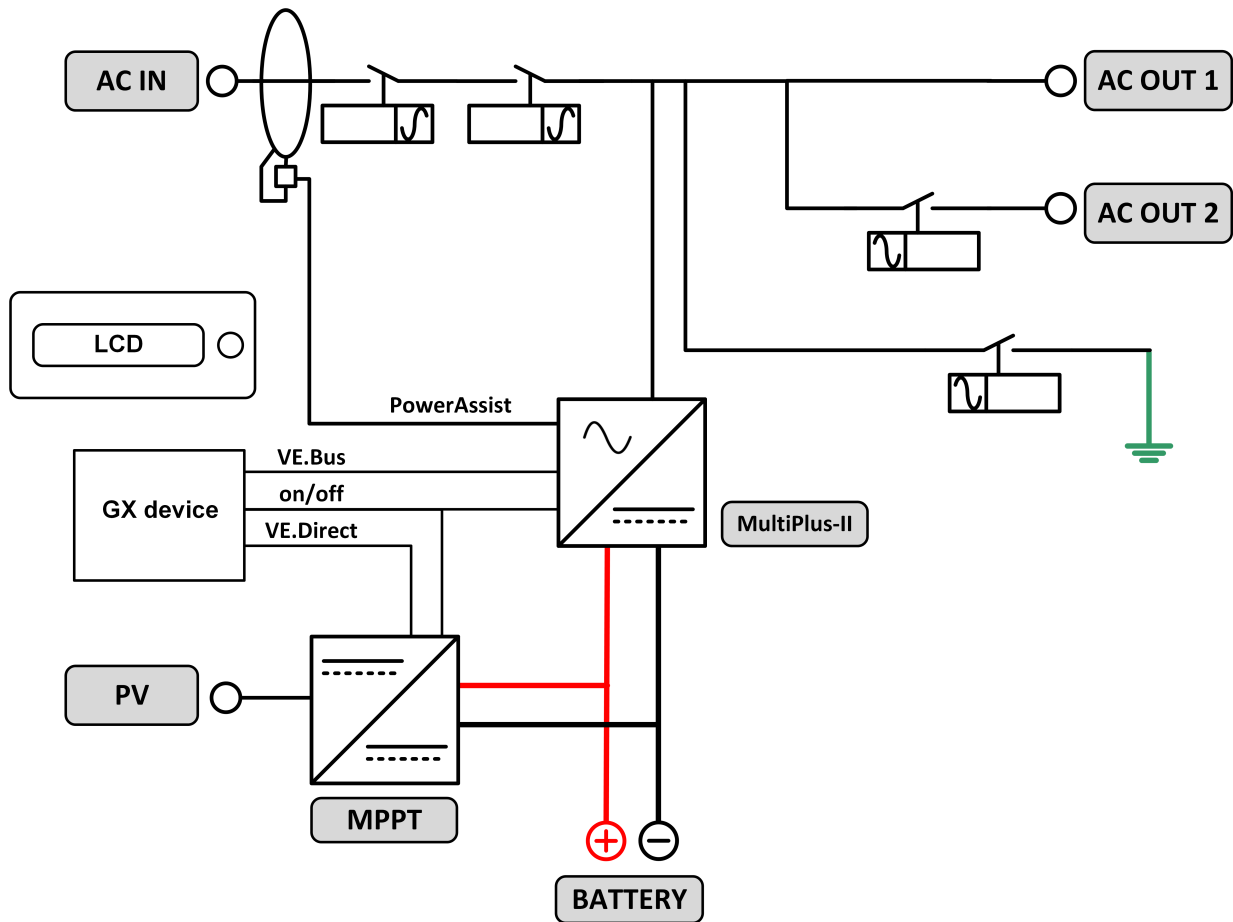 AC IN
AC OUT 1
AC OUT 2
LCD
PowerAssist
VE.Bus
on/off
GX device
VE.Direct
MultiPlus-II
PV
MPPT
BATTERY